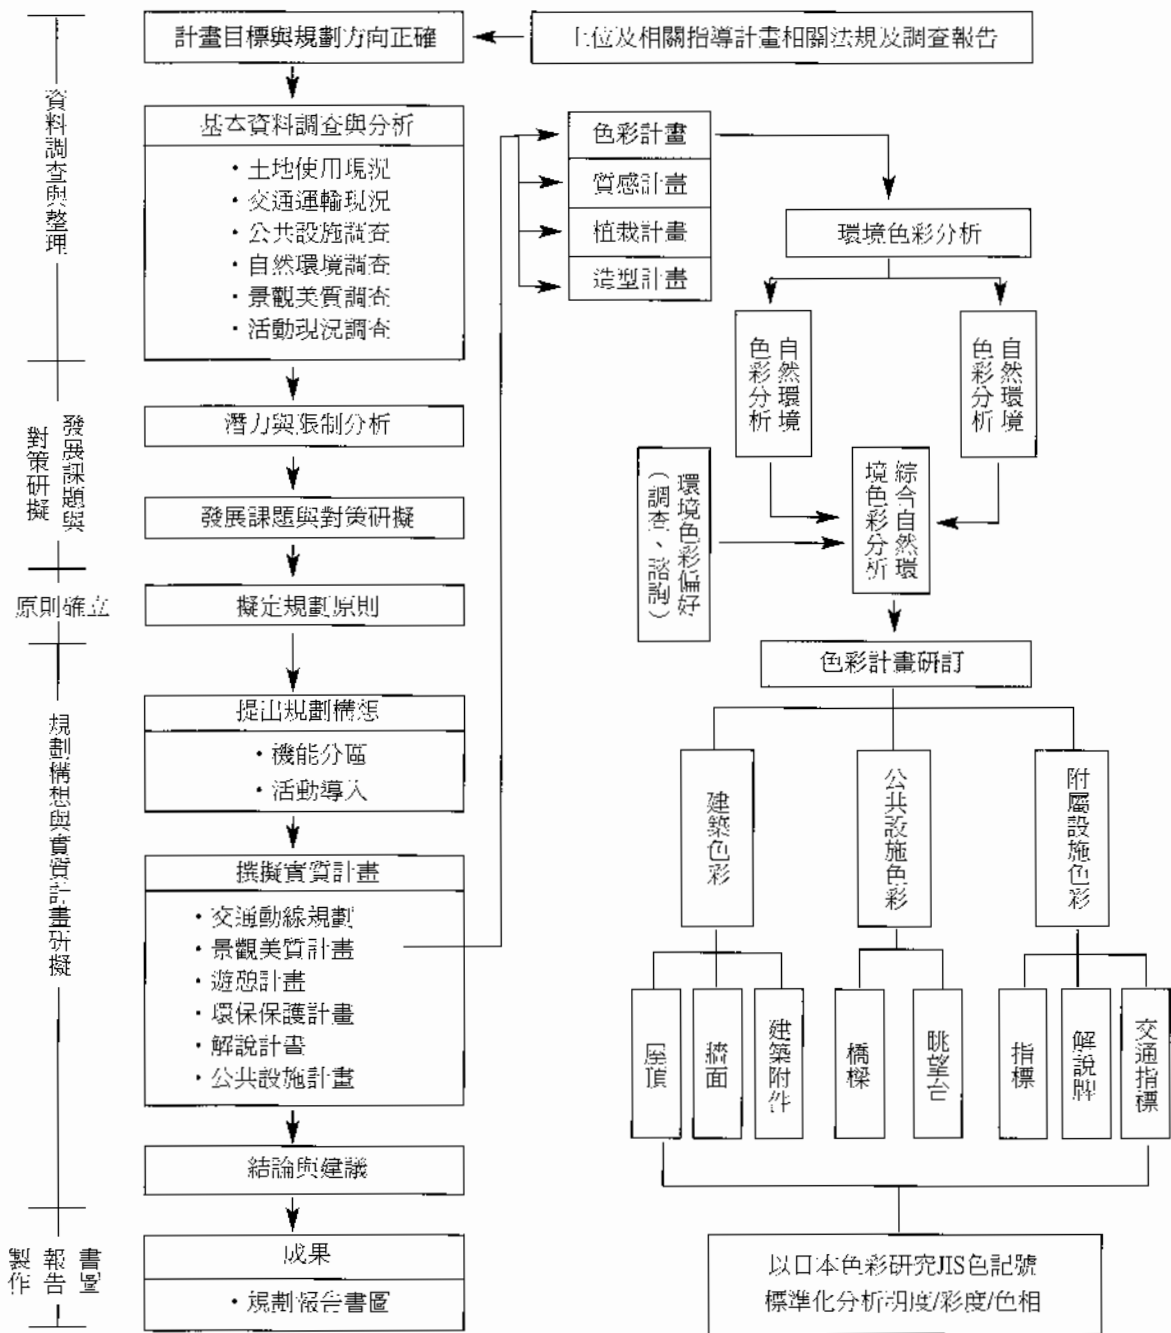 計畫目標與規劃方向正確
上位及相關指導計畫相關法規及調查報告
資料調查與整理
基本資料調查與分析
・土地使用現況
・交通運輸現況
・公共設施調查
・自然環境調查
・景觀美質調查
・活動現況調查
色彩計畫
質感計畫
植栽計畫
造型計畫
環境色彩分析
自然環境
色彩分析
自然環境
色彩分析
發展課題與
對策研擬
潛力與限制分析
發展課題與對策研擬
環境色彩偏好
（調查、諮詢）
綜合自然環
境色彩分析
原則確立
擬定規劃原則
色彩計畫研訂
規劃構想與實質計畫研擬
提出規劃構想
・機能分區
・活動導入
撰擬實質計畫
・交通動線規劃
・景觀美質計畫
・遊憩計畫
・環保保護計畫
・解說計畫
・公共設施計畫
建築色彩
公共設施色彩
附屬設施色彩
屋頂
牆面
建築附件
橋樑
眺望台
指標
解說牌
交通指標
結論與建議
書圖
報告
製作
成果
・規劃報告書圖
以日本色彩研究JIS色記號
標準化分析明度/彩度/色相